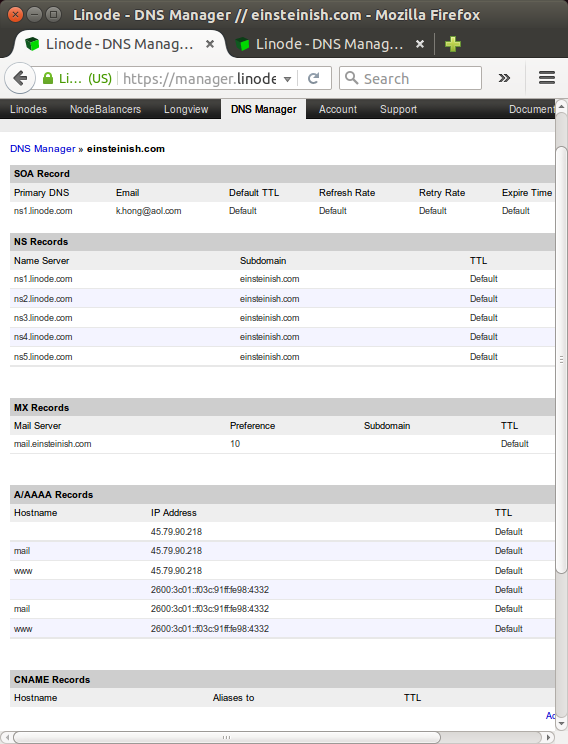 Linode - DNS Manager // einsteinish.com - Mozilla Firefox
Linode - DNS Manag... Linode - DNS Manag...
Li... (US) https://manager.linode Search
Linodes NodeBalancers Longview DNS Manager Account Support Document
DNS Manager » einsteinish.com
SOA Record
Primary DNS Email Default TTL Refresh Rate Retry Rate Expire Time
ns1.linode.com k.hong@aol.com Default Default Default Default
NS Records
Name Server Subdomain TTL
ns1.linode.com einsteinish.com Default
ns2.linode.com einsteinish.com Default
ns3.linode.com einsteinish.com Default
ns4.linode.com einsteinish.com Default
ns5.linode.com einsteinish.com Default
MX Records
Mail Server Preference Subdomain TTL
mail.einsteinish.com 10 Default
A/AAAA Records
Hostname IP Address TTL
45.79.90.218 Default
mail 45.79.90.218 Default
www 45.79.90.218 Default
2600:3c01::f03c:91ff:fe98:4332 Default
mail 2600:3c01::f03c:91ff:fe98:4332 Default
www 2600:3c01::f03c:91ff:fe98:4332 Default
CNAME Records
Hostname Aliases to TTL